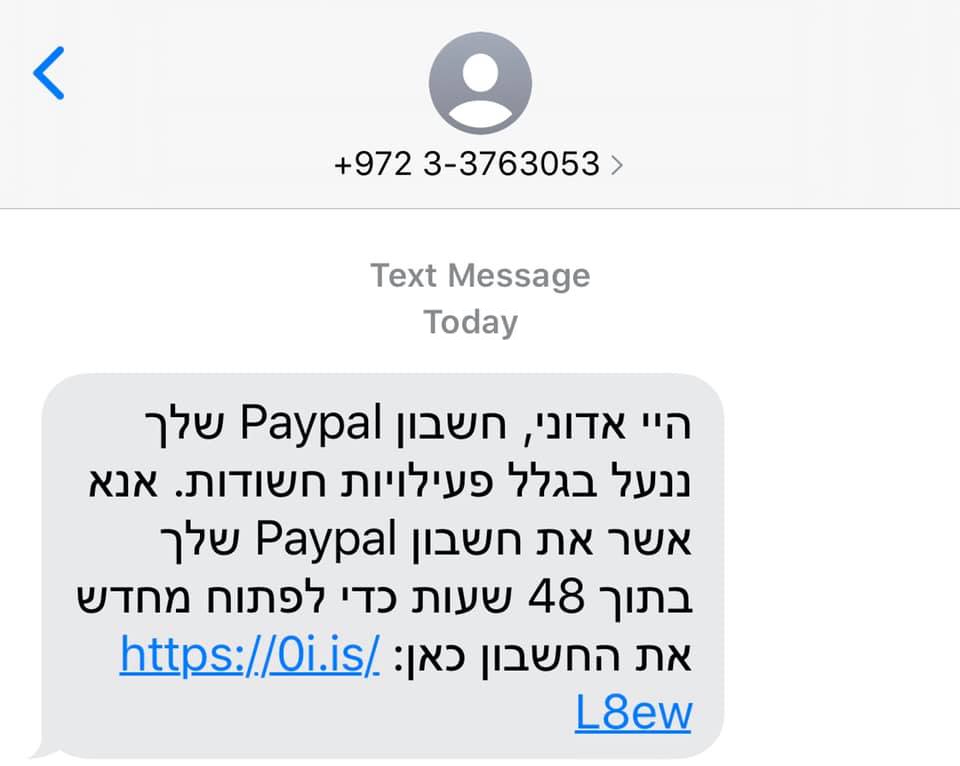 +972 3-3763053
Text Message
Today
היי אדוני, חשבון Paypal שלך
ננעל בגלל פעילויות חשודות. אנא
אשר את חשבון Paypal שלך
בתוך 48 שעות כדי לפתוח מחדש
את החשבון כאן: https://0i.is/
L8ew